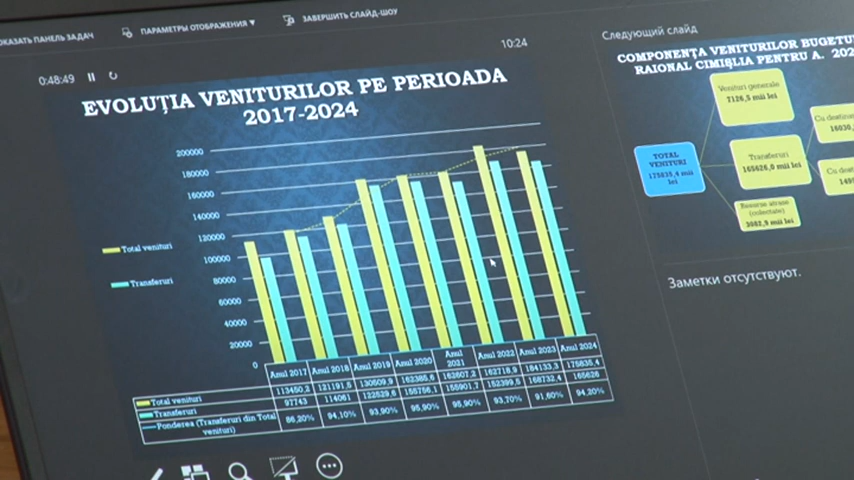 ПОКАЗАТЬ ПАНЕЛЬ ЗАДАЧ
ПАРАМЕТРЫ ОТОБРАЖЕНИЯ ▼
ЗАВЕРШИТЬ СЛАЙД-ШОУ
0:48:49
10:24
EVOLUȚIA VENITURILOR PE PERIOADA
2017-2024
200000
180000
160000
140000
120000
100000
80000
60000
40000
20000
0
Total venituri
Transferuri
Anul 2017 Anul 2018 Anul 2019 Anul 2020 Anul 2021 Anul 2022 Anul 2023 Anul 2024
Total venituri 113450,2 121191,5 130509,9 162385,6 162607,2 162718,9 184133,3 175835,4
Transferuri 97743 114061 122529,6 155756,1 155901,7 152399,5 168732,4 165626
Ponderea (Transferuri din Total venituri) 86,20% 94,10% 93,90% 95,90% 95,90% 93,70% 91,60% 94,20%
Следующий слайд
COMPONENȚA VENITURILOR
RAIONAL CIMIȘLIA PENTRU A.
Venituri generale
7126,5 mii lei
TOTAL
VENITURI
175835,4 mii
lei
Transferuri
165626,0 mii lei
Resurse atrase
(colectate)
3082,9 mii lei
Cu
Cu
Заметки отсутствуют.